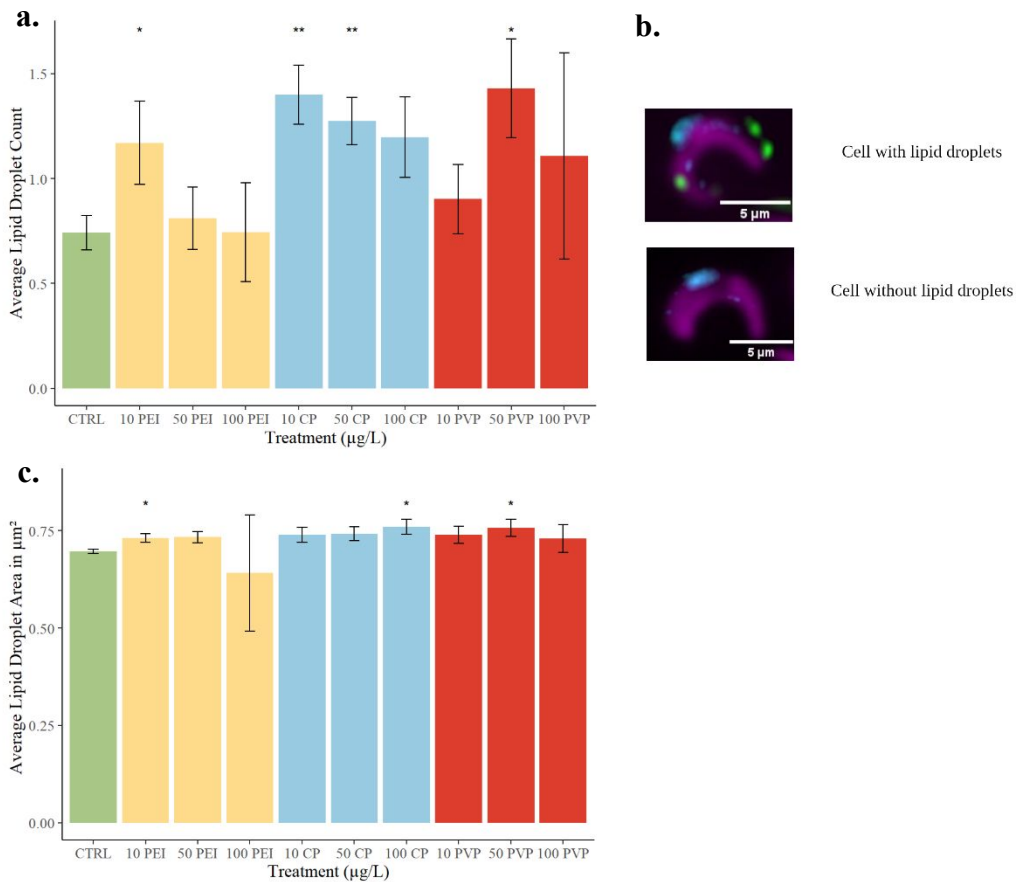 a.
* ** ** *
1.5
1.0
0.5
0.0
Average Lipid Droplet Count
CTRL 10 PEI 50 PEI 100 PEI 10 CP 50 CP 100 CP 10 PVP 50 PVP 100 PVP
Treatment (µg/L)
b.
5 µm
Cell with lipid droplets
5 µm
Cell without lipid droplets
c.
* * *
0.75
0.50
0.25
0.00
Average Lipid Droplet Area in µm²
CTRL 10 PEI 50 PEI 100 PEI 10 CP 50 CP 100 CP 10 PVP 50 PVP 100 PVP
Treatment (µg/L)